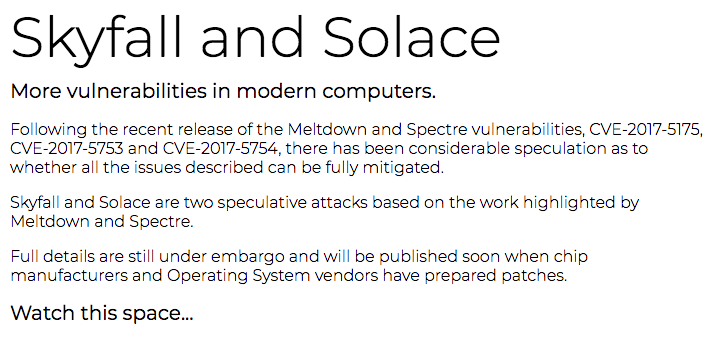 Skyfall and Solace
More vulnerabilities in modern computers.
Following the recent release of the Meltdown and Spectre vulnerabilities, CVE-2017-5175,
CVE-2017-5753 and CVE-2017-5754, there has been considerable speculation as to
whether all the issues described can be fully mitigated.
Skyfall and Solace are two speculative attacks based on the work highlighted by
Meltdown and Spectre.
Full details are still under embargo and will be published soon when chip
manufacturers and Operating System vendors have prepared patches.
Watch this space...